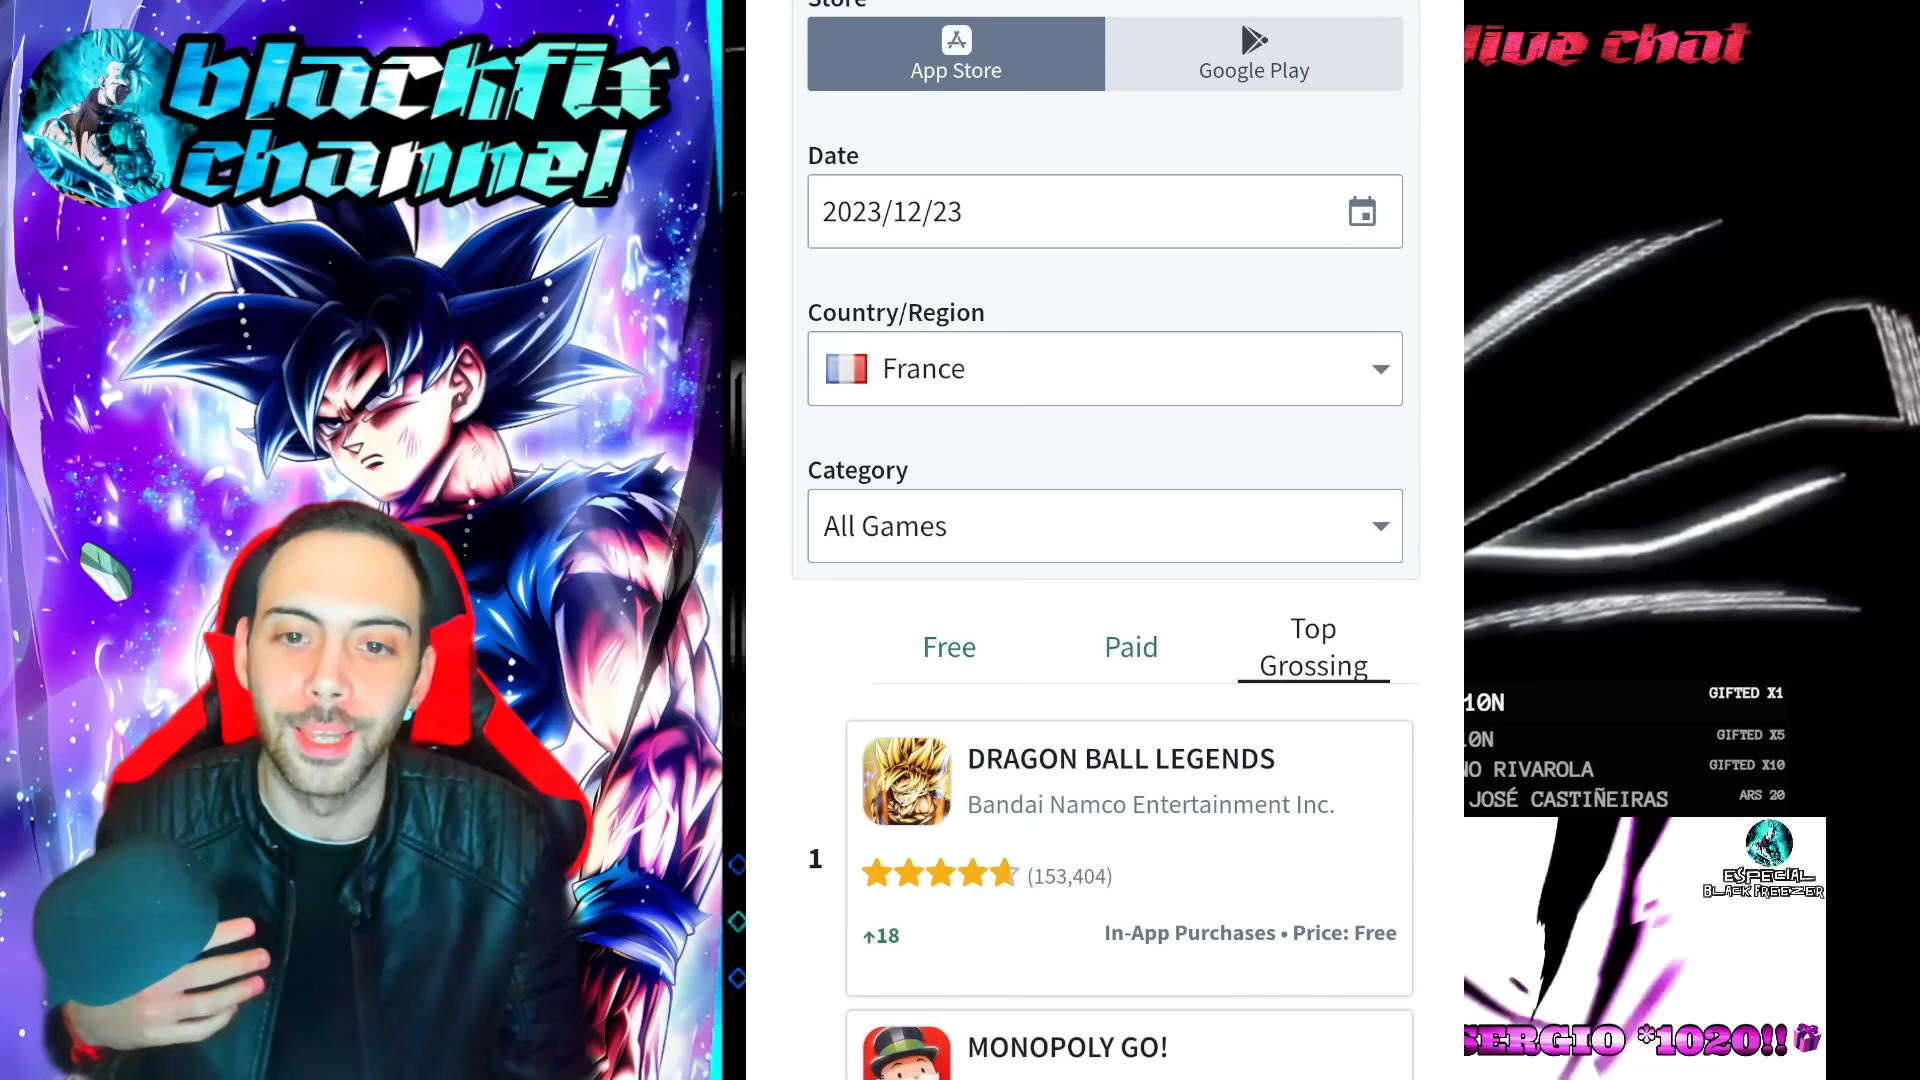 blackfix
channel
Store
App Store
Google Play
Date
2023/12/23
Country/Region
France
Category
All Games
Free
Paid
Top
Grossing
1
DRAGON BALL LEGENDS
Bandai Namco Entertainment Inc.
(153,404)
↑18
In-App Purchases • Price: Free
MONOPOLY GO!
live chat
10N
GIFTED X1
GIFTED X5
RIVAROLA
GIFTED X10
JOSÉ CASTIÑEIRAS
ARS 20
ESPECIAL
BLACK FREEZER
SERGIO *1020!!